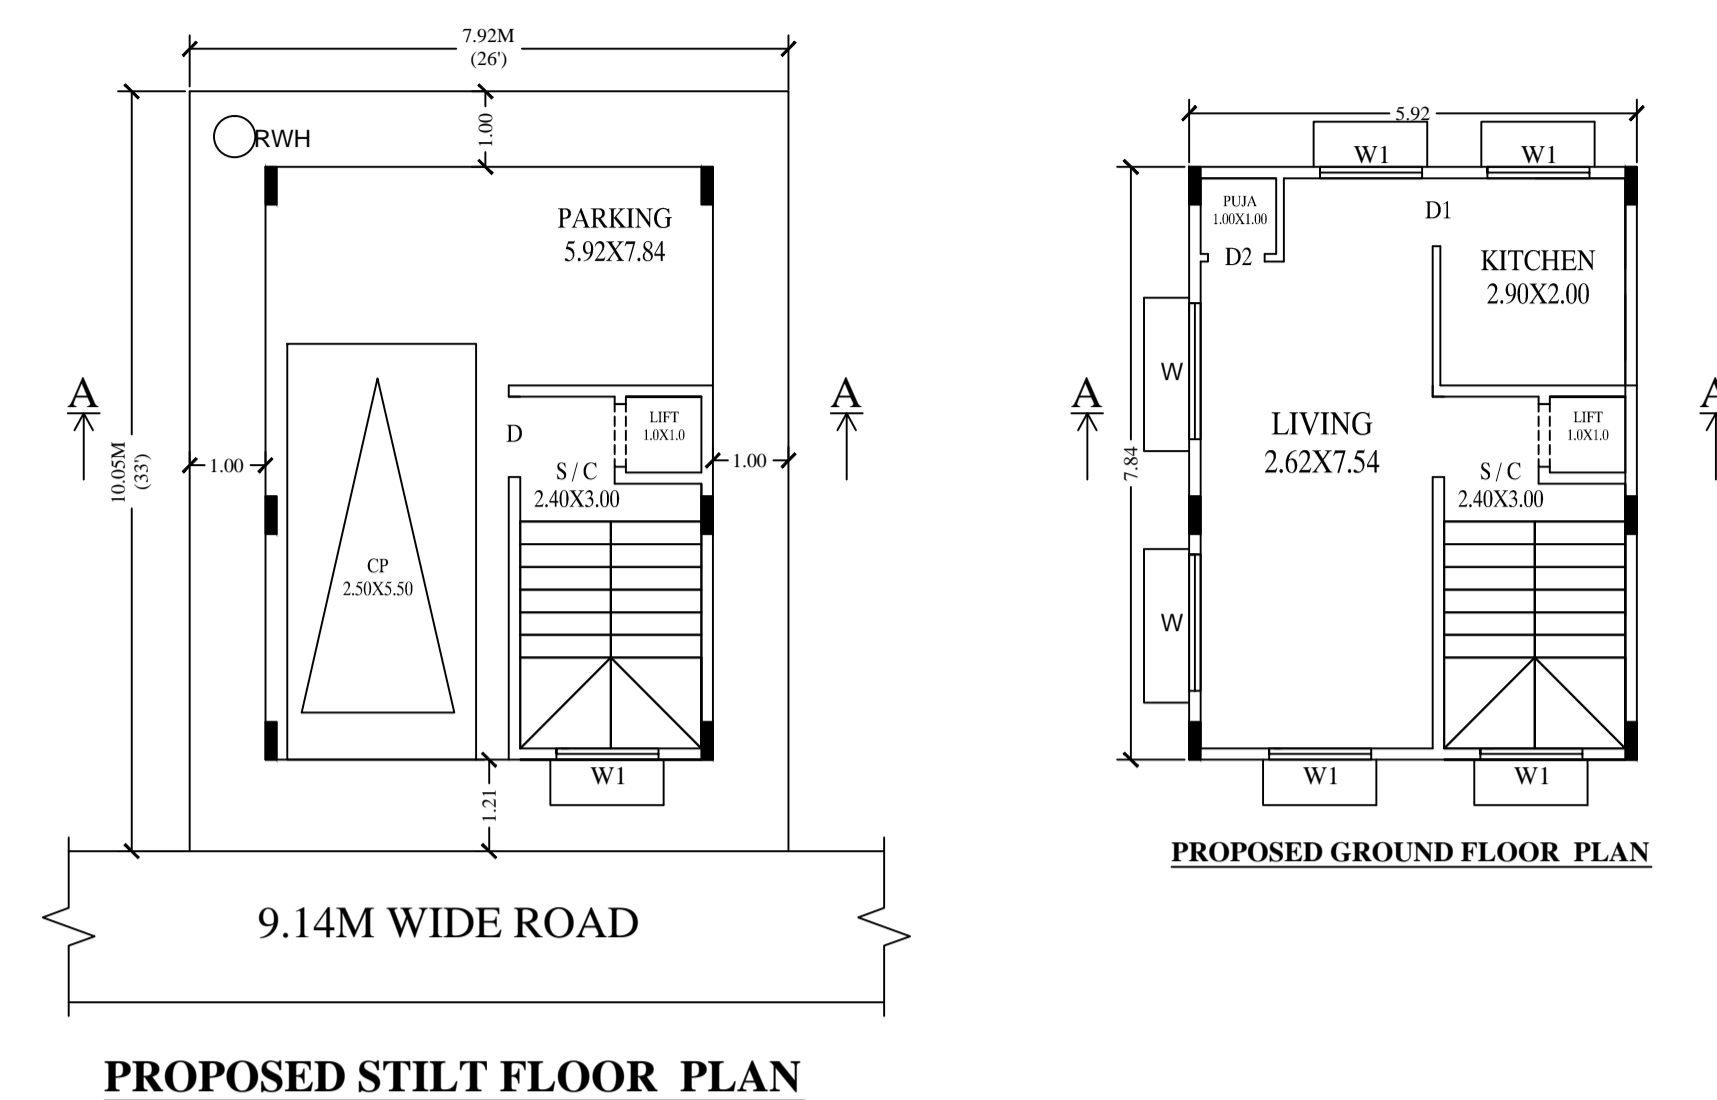 7.92M
(26')
1.00
RWH
PARKING
5.92X7.84
A
A
10.05M
(33')
1.00
1.00
D
LIFT
1.0X1.0
S / C
2.40X3.00
CP
2.50X5.50
W1
1.21
9.14M WIDE ROAD
PROPOSED STILT FLOOR PLAN
5.92
W1
W1
PUJA
1.00X1.00
D1
D2
KITCHEN
2.90X2.00
W
A
A
LIVING
2.62X7.54
7.84
LIFT
1.0X1.0
S / C
2.40X3.00
W
W1
W1
PROPOSED GROUND FLOOR PLAN